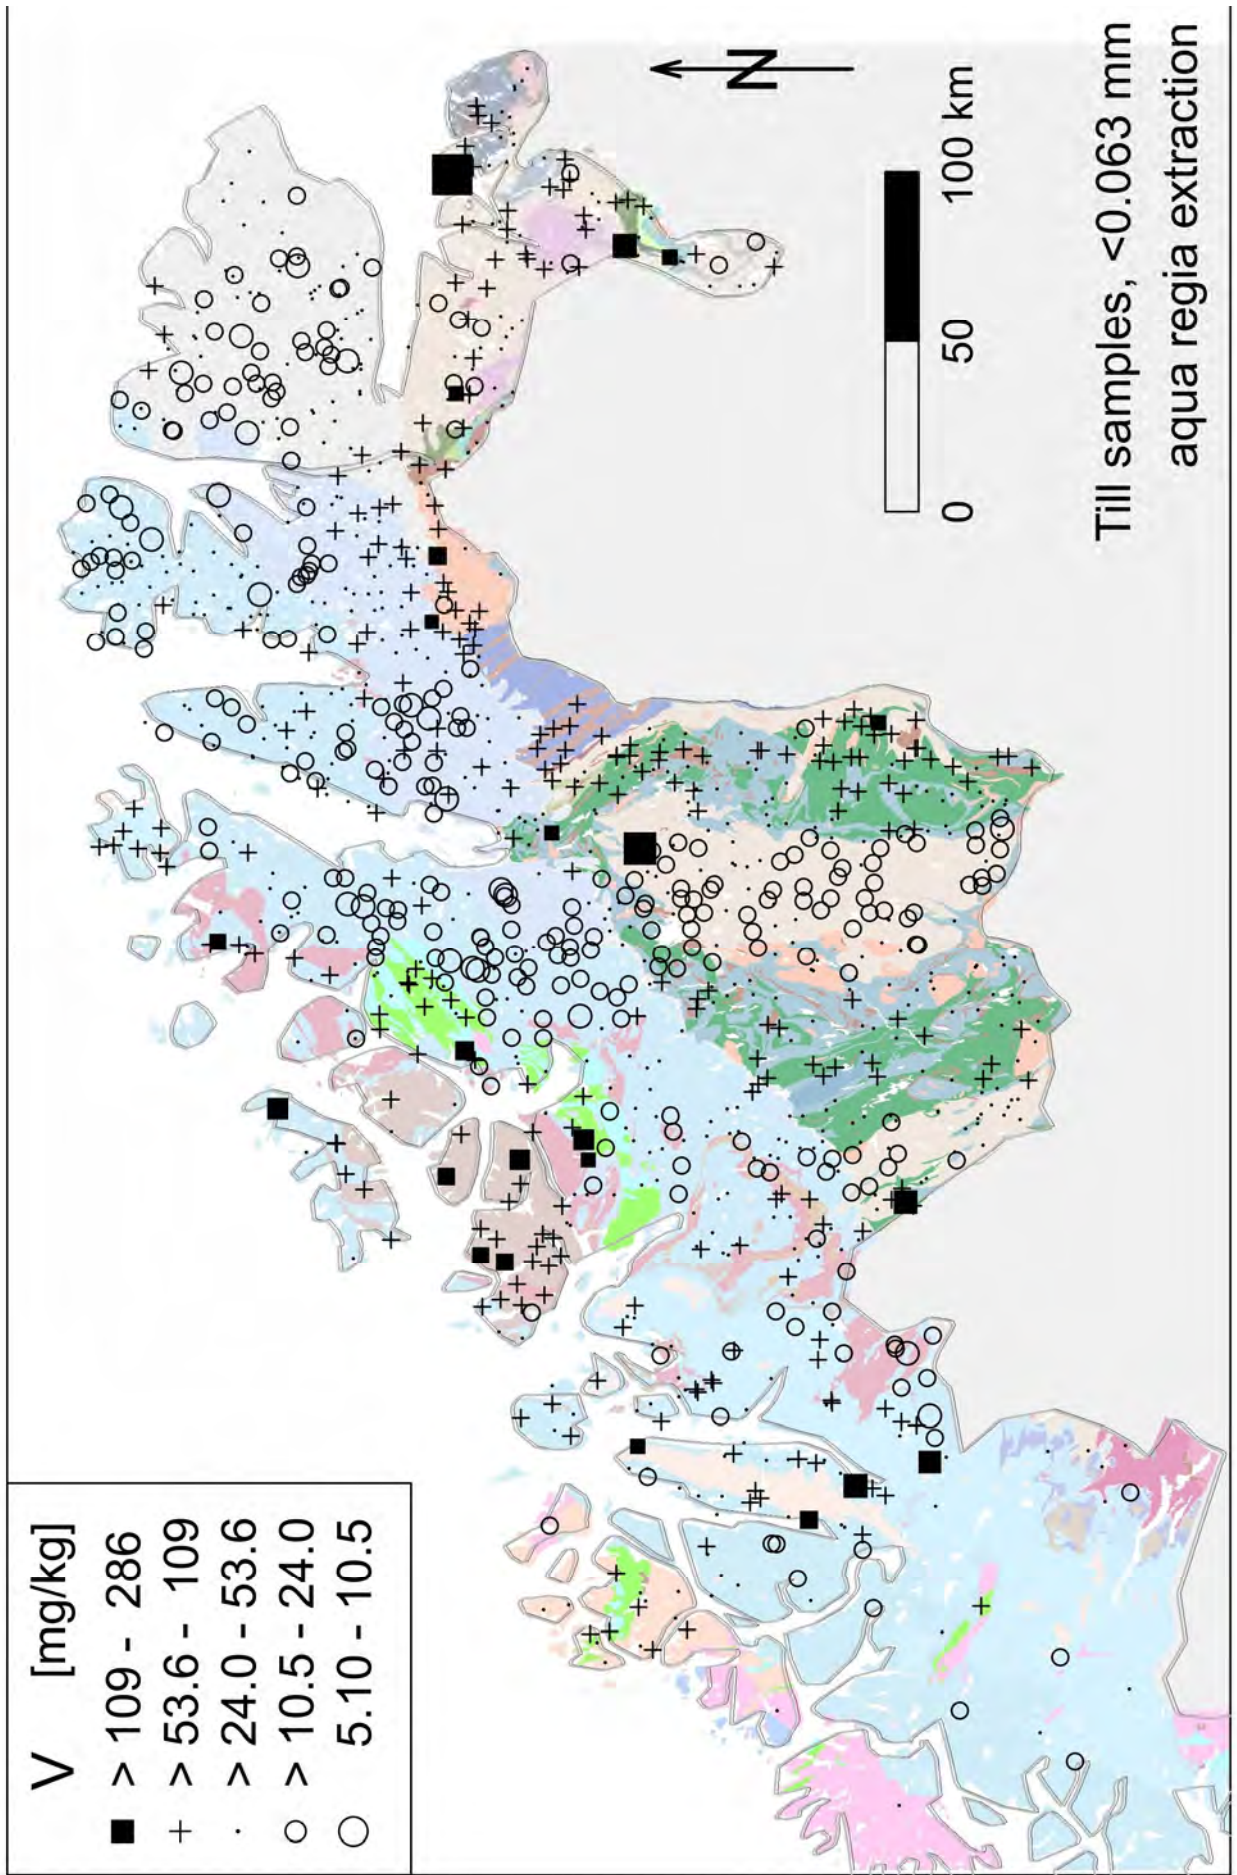 V [mg/kg]
> 109 - 286
> 53.6 - 109
> 24.0 - 53.6
> 10.5 - 24.0
5.10 - 10.5
N
0 50 100 km
Till samples, <0.063 mm
aqua regia extraction